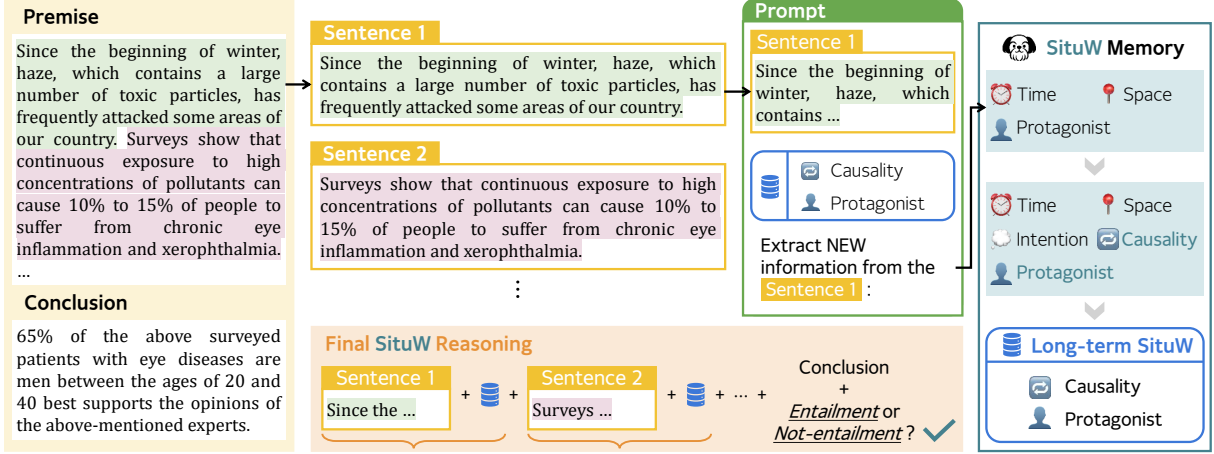 Premise
Since the beginning of winter,
haze, which contains a large
number of toxic particles, has
frequently attacked some areas of
our country. Surveys show that
continuous exposure to high
concentrations of pollutants can
cause 10% to 15% of people to
suffer from chronic eye
inflammation and xerophthalmia.
...
Conclusion
65% of the above surveyed
patients with eye diseases are
men between the ages of 20 and
40 best supports the opinions of
the above-mentioned experts.
Sentence 1
Since the beginning of winter, haze, which
contains a large number of toxic particles, has
frequently attacked some areas of our country.
Sentence 2
Surveys show that continuous exposure to high
concentrations of pollutants can cause 10% to
15% of people to suffer from chronic eye
inflammation and xerophthalmia.
⋮
Prompt
Sentence 1
Since the beginning of
winter, haze, which
contains ...
Causality
Protagonist
Extract NEW
information from the
Sentence 1 :
Final SituW Reasoning
Sentence 1
Since the ...
+ +
Sentence 2
Surveys ...
+ + ... +
Conclusion
+
Entailment or
Not-entailment ?
SituW Memory
Time Space
Protagonist
Time Space
Intention Causality
Protagonist
Long-term SituW
Causality
Protagonist